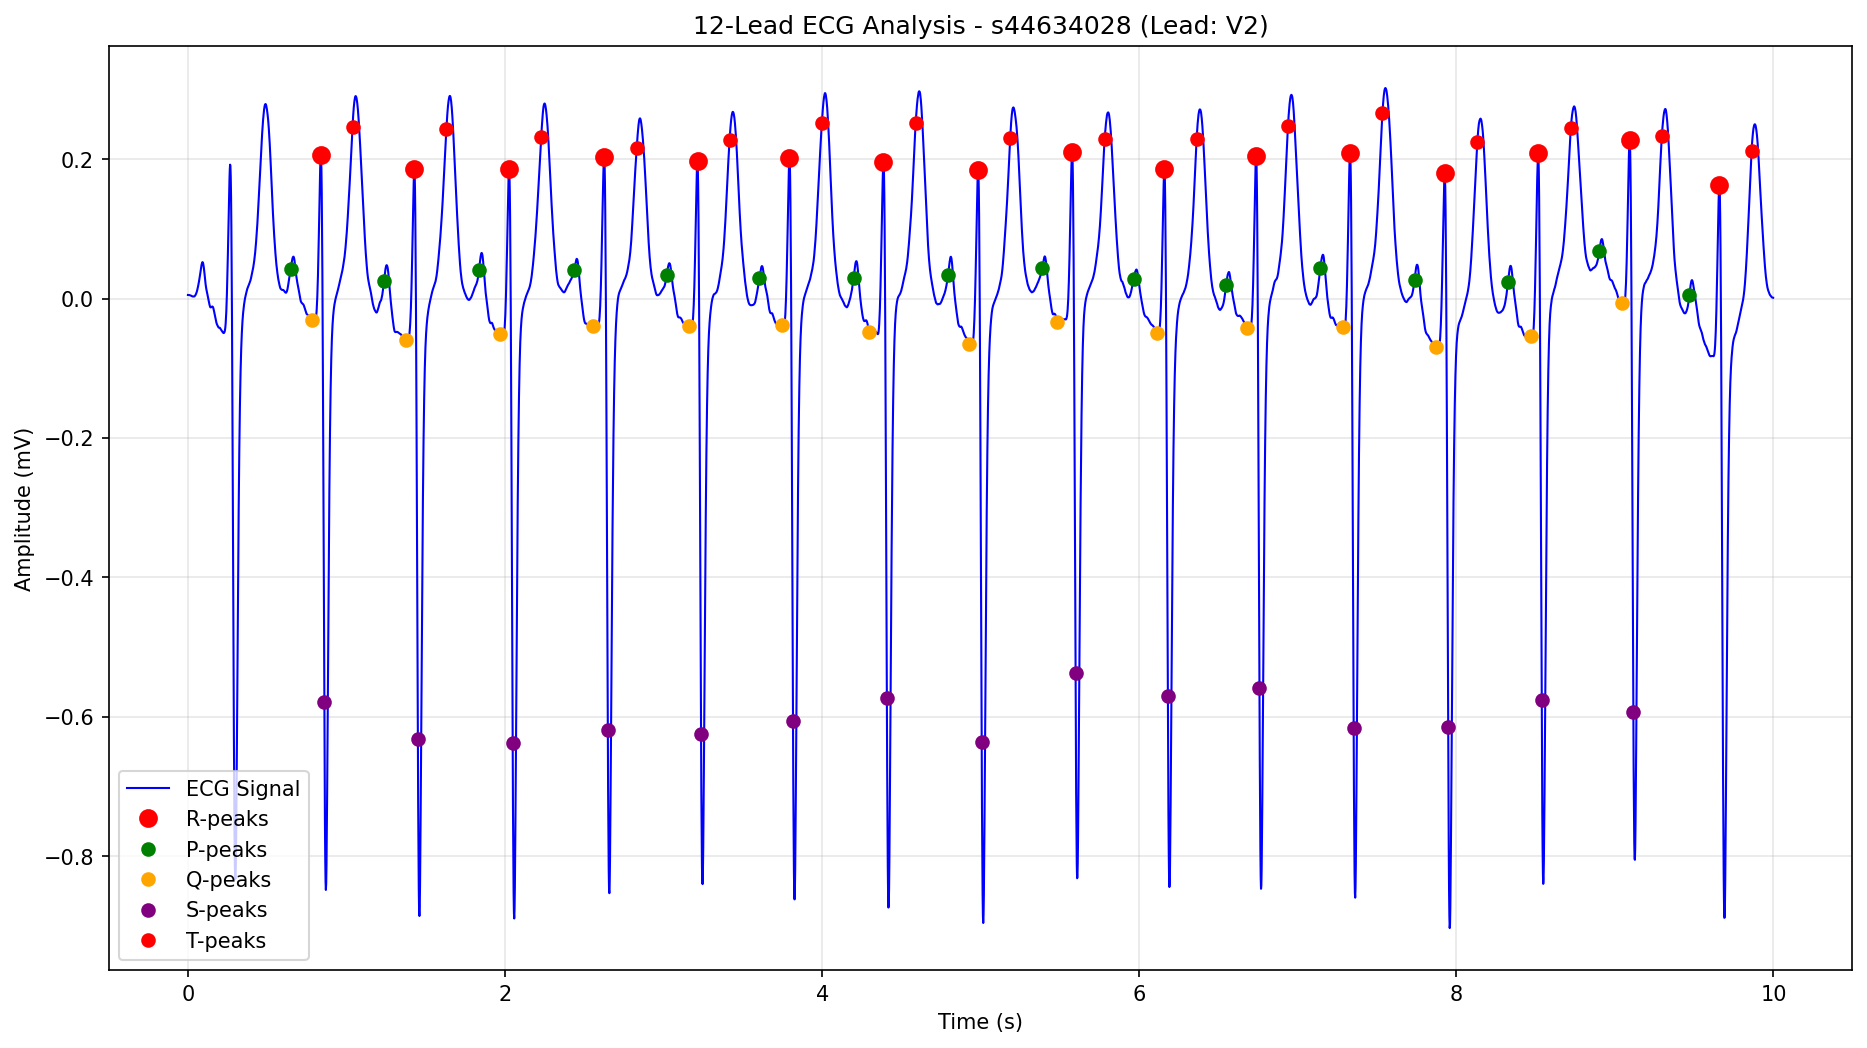 12-Lead ECG Analysis - s44634028 (Lead: V2)
Amplitude (mV)
0.2
0.0
−0.2
−0.4
−0.6
−0.8
ECG Signal
R-peaks
P-peaks
Q-peaks
S-peaks
T-peaks
0 2 4 6 8 10
Time (s)